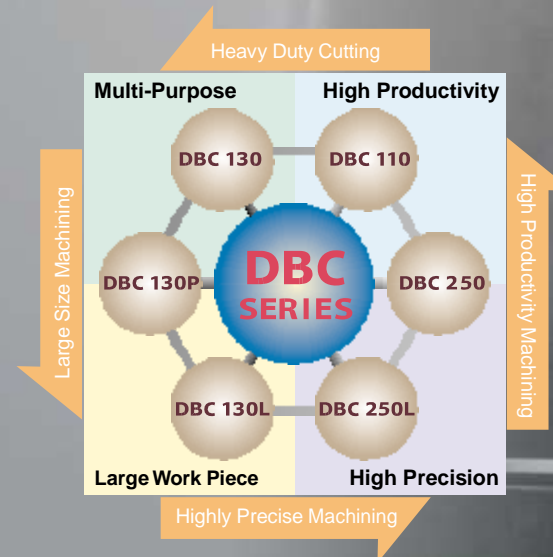 Heavy Duty Cutting
Multi-Purpose
High Productivity
DBC 130
DBC 110
Large Size Machining
High Productivity Machining
DBC 130P
DBC
SERIES
DBC 250
DBC 130L
DBC 250L
Large Work Piece
High Precision
Highly Precise Machining